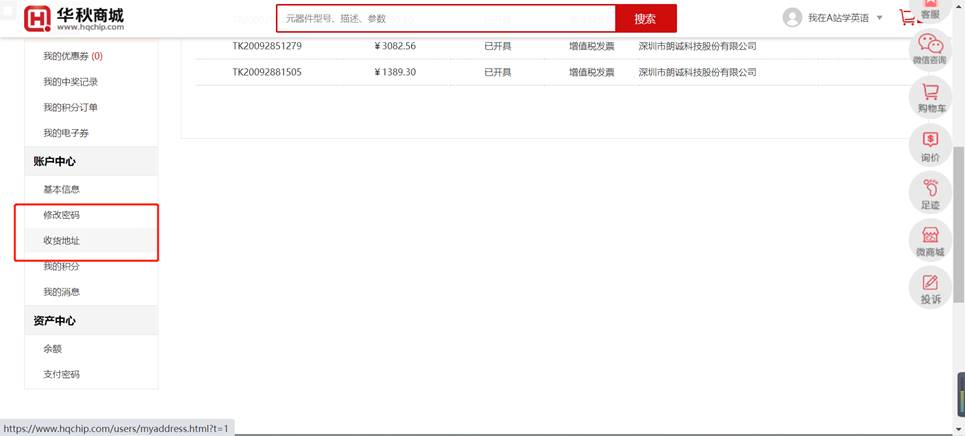 华秋商城
www.hqchip.com
元器件型号、描述、参数
搜索
我在A站学英语
客服
我的优惠券 (0)
TK20092851279 ¥3082.56 已开具 增值税发票 深圳市朗诚科技股份有限公司
微信咨询
我的中奖记录
TK20092881505 ¥1389.30 已开具 增值税发票 深圳市朗诚科技股份有限公司
我的积分订单
购物车
我的电子券
账户中心
询价
基本信息
修改密码
足迹
收货地址
微商城
我的积分
我的消息
投诉
资产中心
余额
支付密码
https://www.hqchip.com/users/myaddress.html?t=1